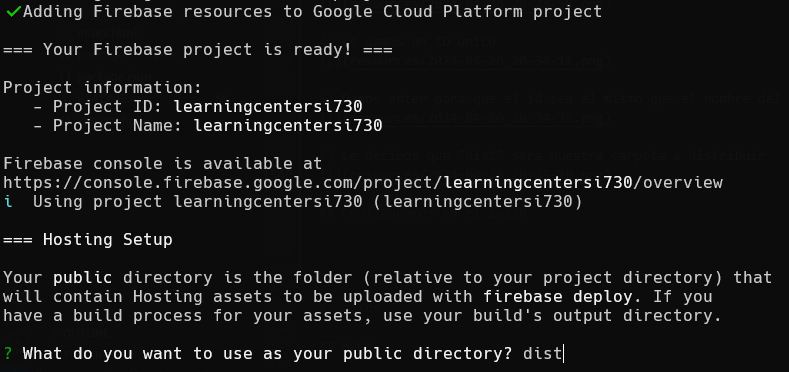 ✔Adding Firebase resources to Google Cloud Platform project
=== Your Firebase project is ready! ===
Project information:
- Project ID: learningcentersi730
- Project Name: learningcentersi730
Firebase console is available at
https://console.firebase.google.com/project/learningcentersi730/overview
i Using project learningcentersi730 (learningcentersi730)
=== Hosting Setup
Your public directory is the folder (relative to your project directory) that
will contain Hosting assets to be uploaded with firebase deploy. If you
have a build process for your assets, use your build's output directory.
? What do you want to use as your public directory? dist